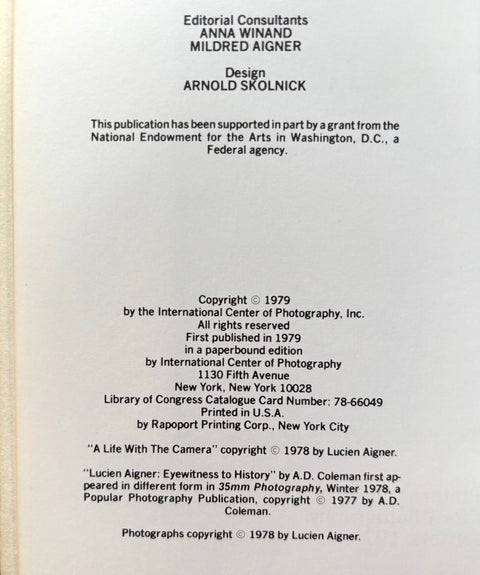 Editorial Consultants
ANNA WINAND
MILDRED AIGNER
Design
ARNOLD SKOLNICK
This publication has been supported in part by a grant from the
National Endowment for the Arts in Washington, D.C., a
Federal agency.
Copyright © 1979
by the International Center of Photography, Inc.
All rights reserved
First published in 1979
in a paperbound edition
by International Center of Photography
1130 Fifth Avenue
New York, New York 10028
Library of Congress Catalogue Card Number: 78-66049
Printed in U.S.A.
by Rapoport Printing Corp., New York City
"A Life With The Camera" copyright © 1978 by Lucien Aigner.
"Lucien Aigner: Eyewitness to History" by A.D. Coleman first ap-
peared in different form in 35mm Photography, Winter 1978, a
Popular Photography Publication, copyright © 1977 by A.D.
Coleman.
Photographs copyright © 1978 by Lucien Aigner.